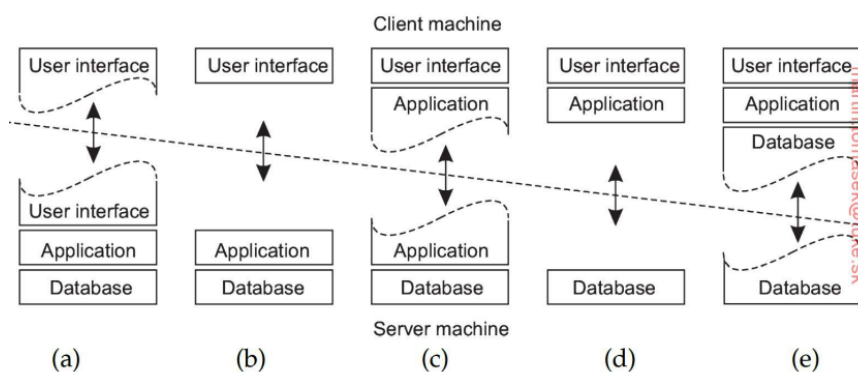 Client machine
User interface
User interface
User interface
User interface
User interface
Application
Application
Application
Database
User interface
Application
Application
Application
Database
Database
Database
Database
Database
Server machine
(a)
(b)
(c)
(d)
(e)